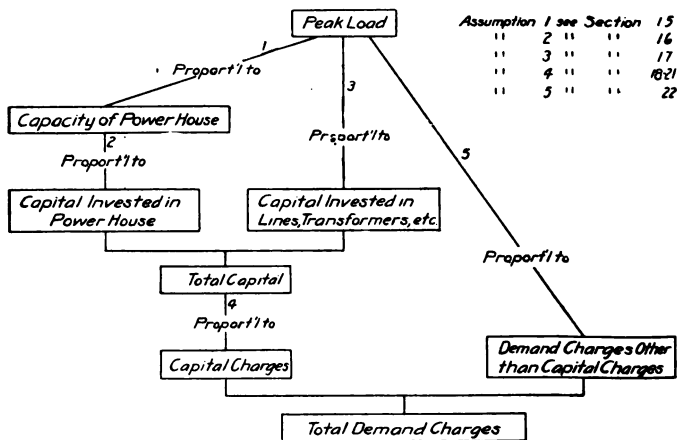 Peak Load
Assumption 1 see Section 15
" 2 " " 16
" 3 " " 17
" 4 " " 18-21
" 5 " " 22
1
Proport'l to
3
Capacity of Power House
2
Proport'l to
Proport'l to
5
Capital Invested in
Power House
Capital Invested in
Lines, Transformers, etc.
Proport'l to
Total Capital
4
Proport'l to
Capital Charges
Demand Charges Other
than Capital Charges
Total Demand Charges